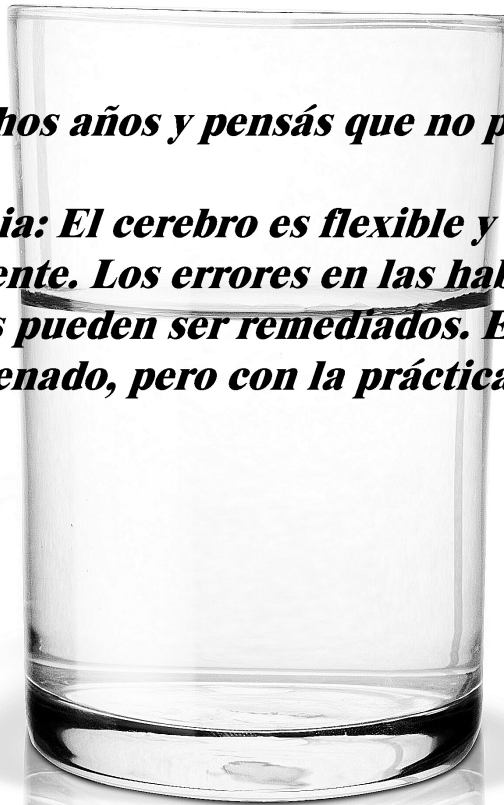 hos años y pensás que no p
ia: El cerebro es flexible y
ente. Los errores en las hab
s pueden ser remediados. E
enado, pero con la práctica